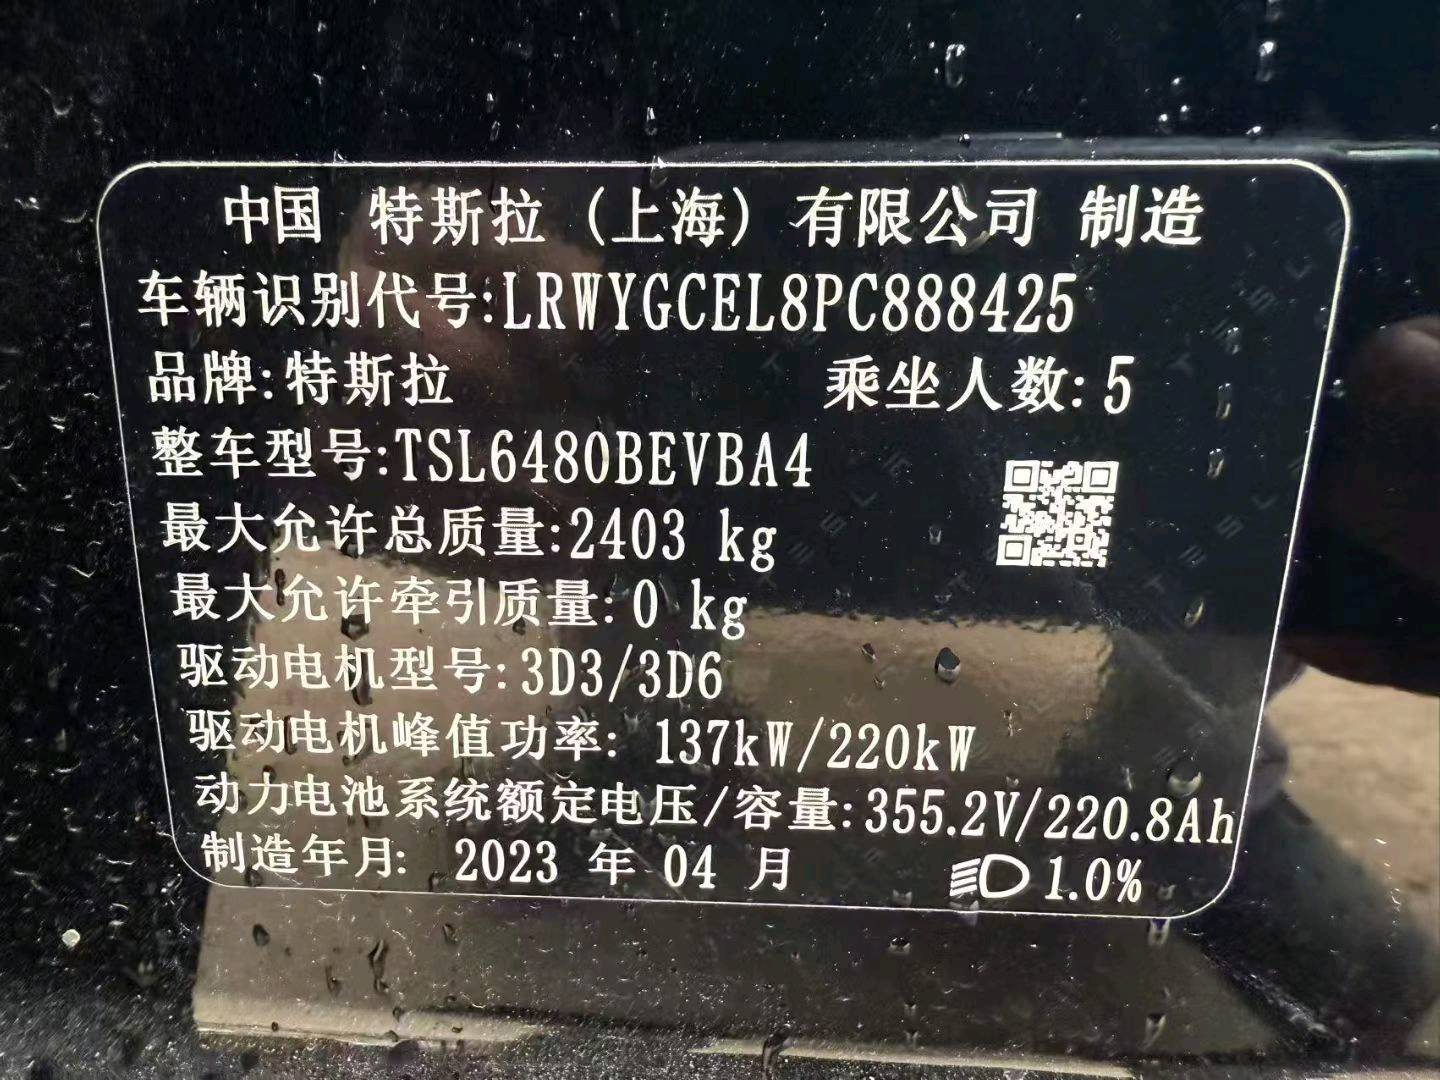 中国 特斯拉(上海)有限公司 制造
车辆识别代号:LRWYGCEL8PC888425
品牌:特斯拉 乘坐人数:5
整车型号:TSL6480BEVBA4
最大允许总质量:2403 kg
最大允许牵引质量:0 kg
驱动电机型号:3D3/3D6
驱动电机峰值功率: 137kW/220kW
动力电池系统额定电压/容量:355.2V/220.8Ah
制造年月: 2023 年 04 月 1.0%